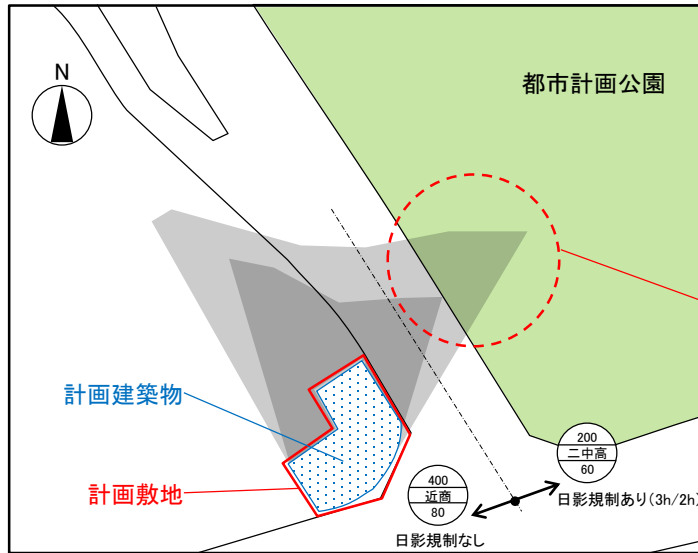 都市計画公園
N
計画建築物
計画敷地
200
二中高
60
日影規制あり(3h/2h)
400
近商
80
日影規制なし